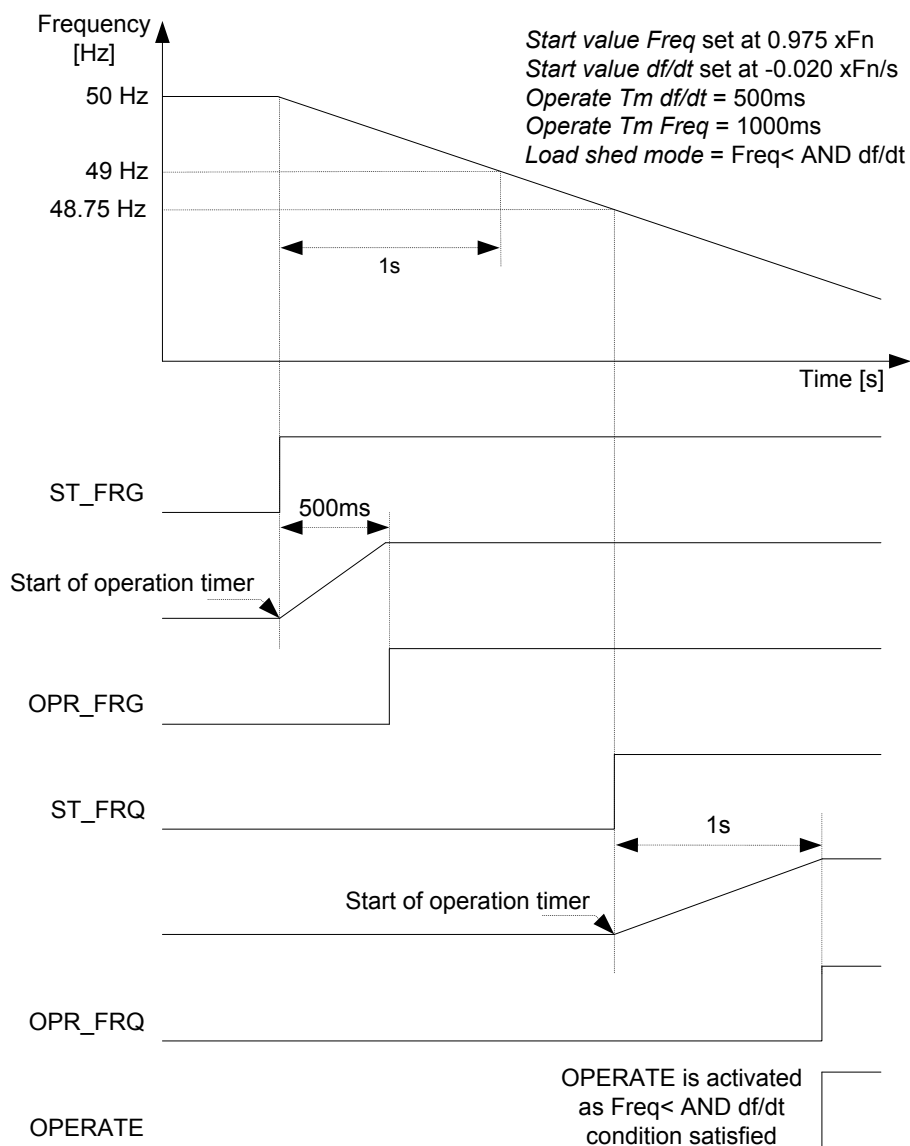 Frequency
[Hz]
Start value Freq set at 0.975 xFn
Start value df/dt set at -0.020 xFn/s
Operate Tm df/dt = 500ms
Operate Tm Freq = 1000ms
Load shed mode = Freq< AND df/dt
50 Hz
49 Hz
48.75 Hz
1s
Time [s]
ST_FRG
500ms
Start of operation timer
OPR_FRG
ST_FRQ
1s
Start of operation timer
OPR_FRQ
OPERATE is activated
as Freq< AND df/dt
condition satisfied
OPERATE